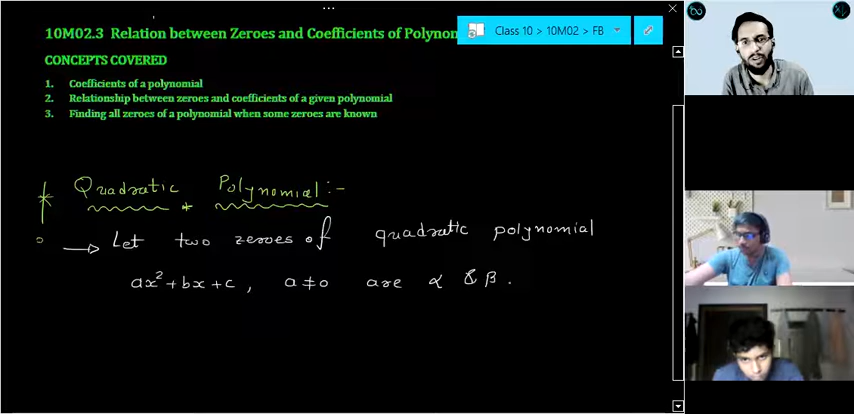 10M02.3 Relation between Zeroes and Coefficients of Polynom
Class 10 > 10M02 > FB
CONCEPTS COVERED
1. Coefficients of a polynomial
2. Relationship between zeroes and coefficients of a given polynomial
3. Finding all zeroes of a polynomial when some zeroes are known
Quadratic Polynomial:-
→ Let two zeroes of quadratic polynomial
ax²+bx+c, a≠0 are α & β.